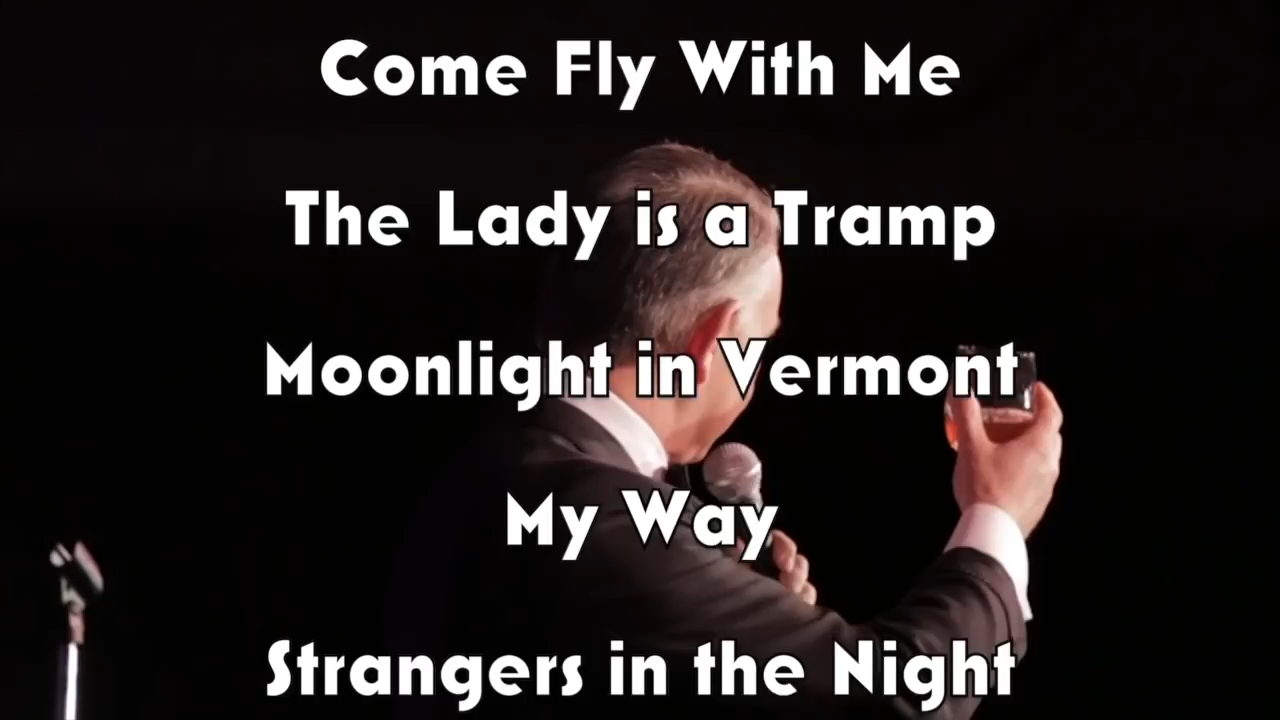 Come Fly With Me
The Lady is a Tramp
Moonlight in Vermont
My Way
Strangers in the Night